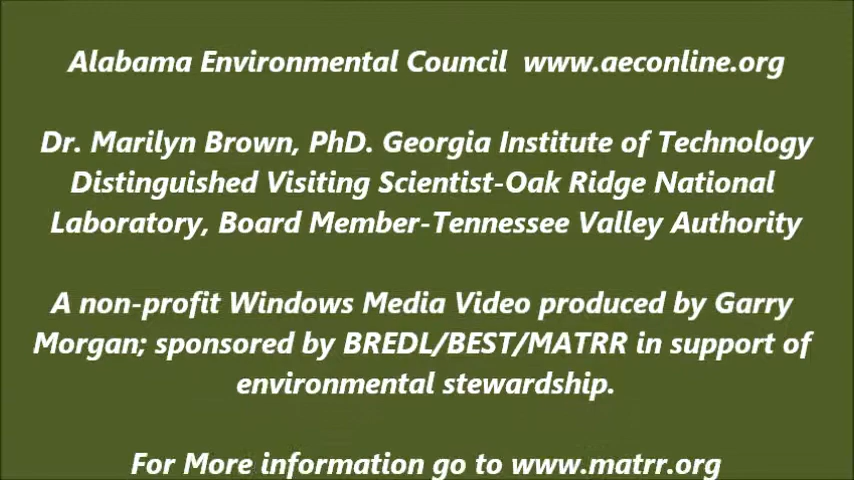 Alabama Environmental Council www.aeconline.org
Dr. Marilyn Brown, PhD. Georgia Institute of Technology
Distinguished Visiting Scientist-Oak Ridge National
Laboratory, Board Member-Tennessee Valley Authority
A non-profit Windows Media Video produced by Garry
Morgan; sponsored by BREDL/BEST/MATRR in support of
environmental stewardship.
For More information go to www.matrr.org